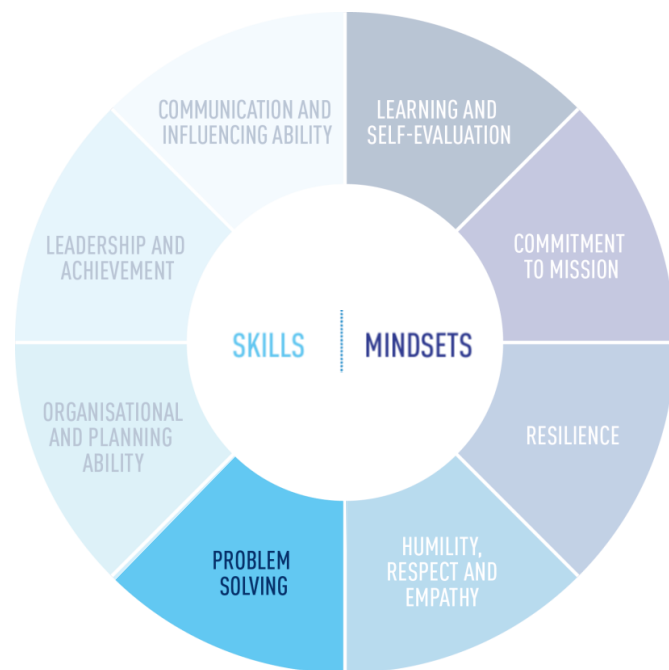 COMMUNICATION AND
INFLUENCING ABILITY
LEARNING AND
SELF-EVALUATION
LEADERSHIP AND
ACHIEVEMENT
COMMITMENT
TO MISSION
SKILLS
MINDSETS
ORGANISATIONAL
AND PLANNING
ABILITY
RESILIENCE
PROBLEM
SOLVING
HUMILITY,
RESPECT AND
EMPATHY